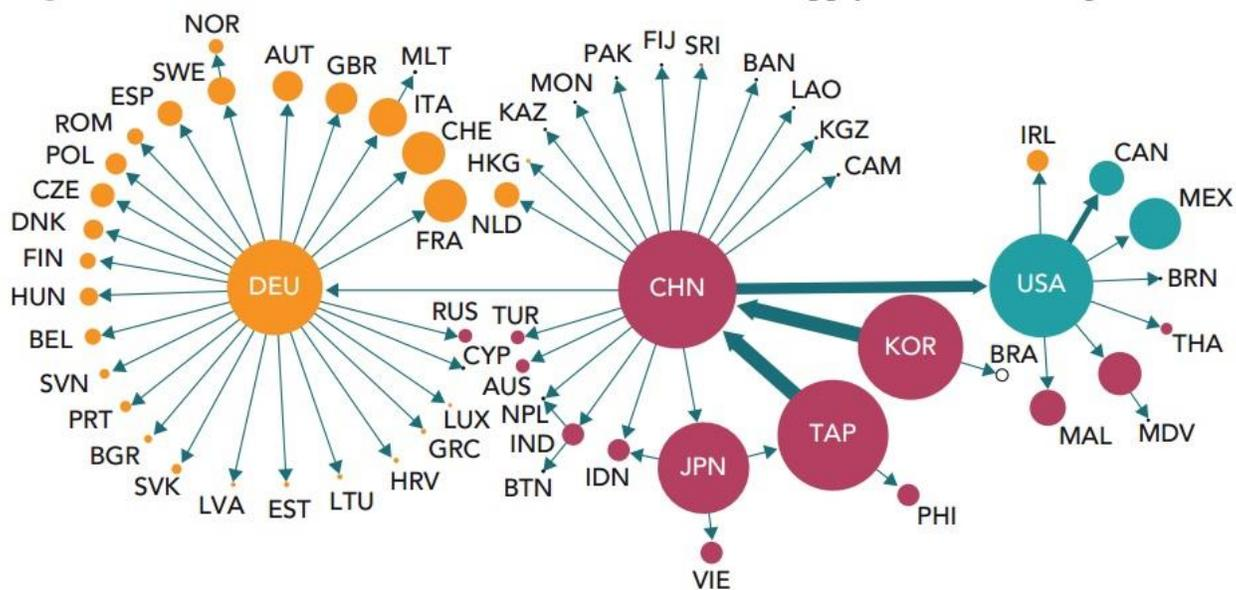 NOR
AUT
SWE
GBR
MLT
ESP
ITA
ROM
CHE
POL
CZE
DNK
FRA
FIN
HUN
DEU
BEL
SVN
PRT
BGR
SVK
LVA
EST
LTU
HRV
GRC
LUX
CYP
RUS
PAK
FIJ
SRI
MON
BAN
KAZ
LAO
HKG
KGZ
NLD
CAM
CHN
TUR
AUS
NPL
IND
BTN
IDN
JPN
VIE
TAP
PHI
KOR
BRA
IRL
CAN
MEX
USA
BRN
THA
MAL
MDV